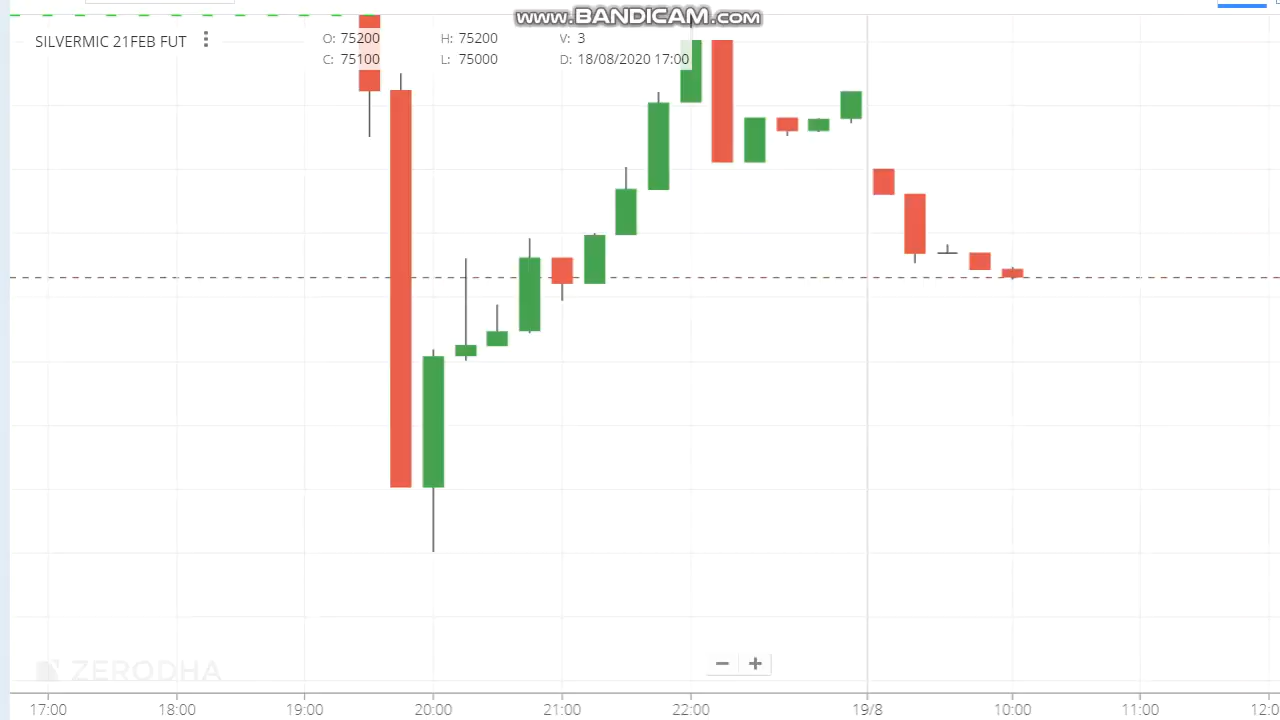 www.BANDICAM.com
SILVERMIC 21FEB FUT
O: 75200 H: 75200 V: 3
C: 75100 L: 75000 D: 18/08/2020 17:00
ZERODHA
17:00 18:00 19:00 20:00 21:00 22:00 19/8 10:00 11:00 12:0